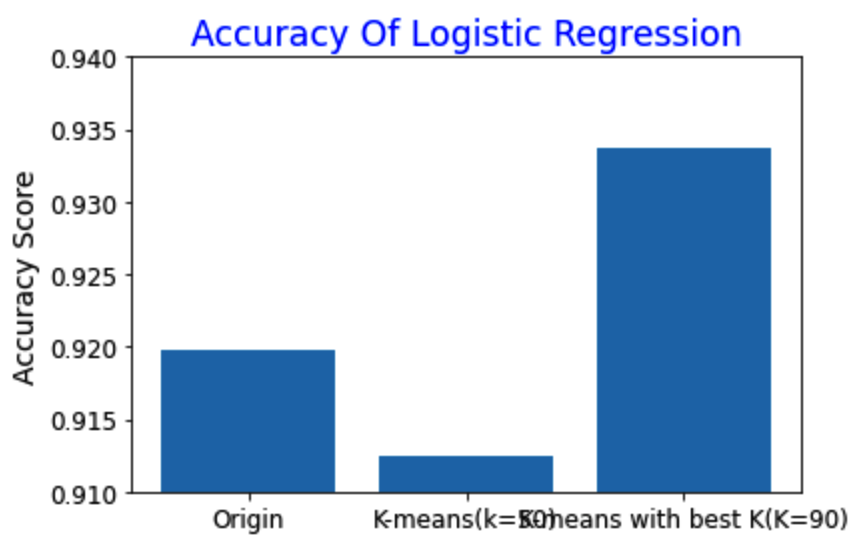 Accuracy Of Logistic Regression
0.940
0.935
0.930
0.925
0.920
0.915
0.910
Accuracy Score
Origin
K-means(k=50)
K-means with best K(K=90)